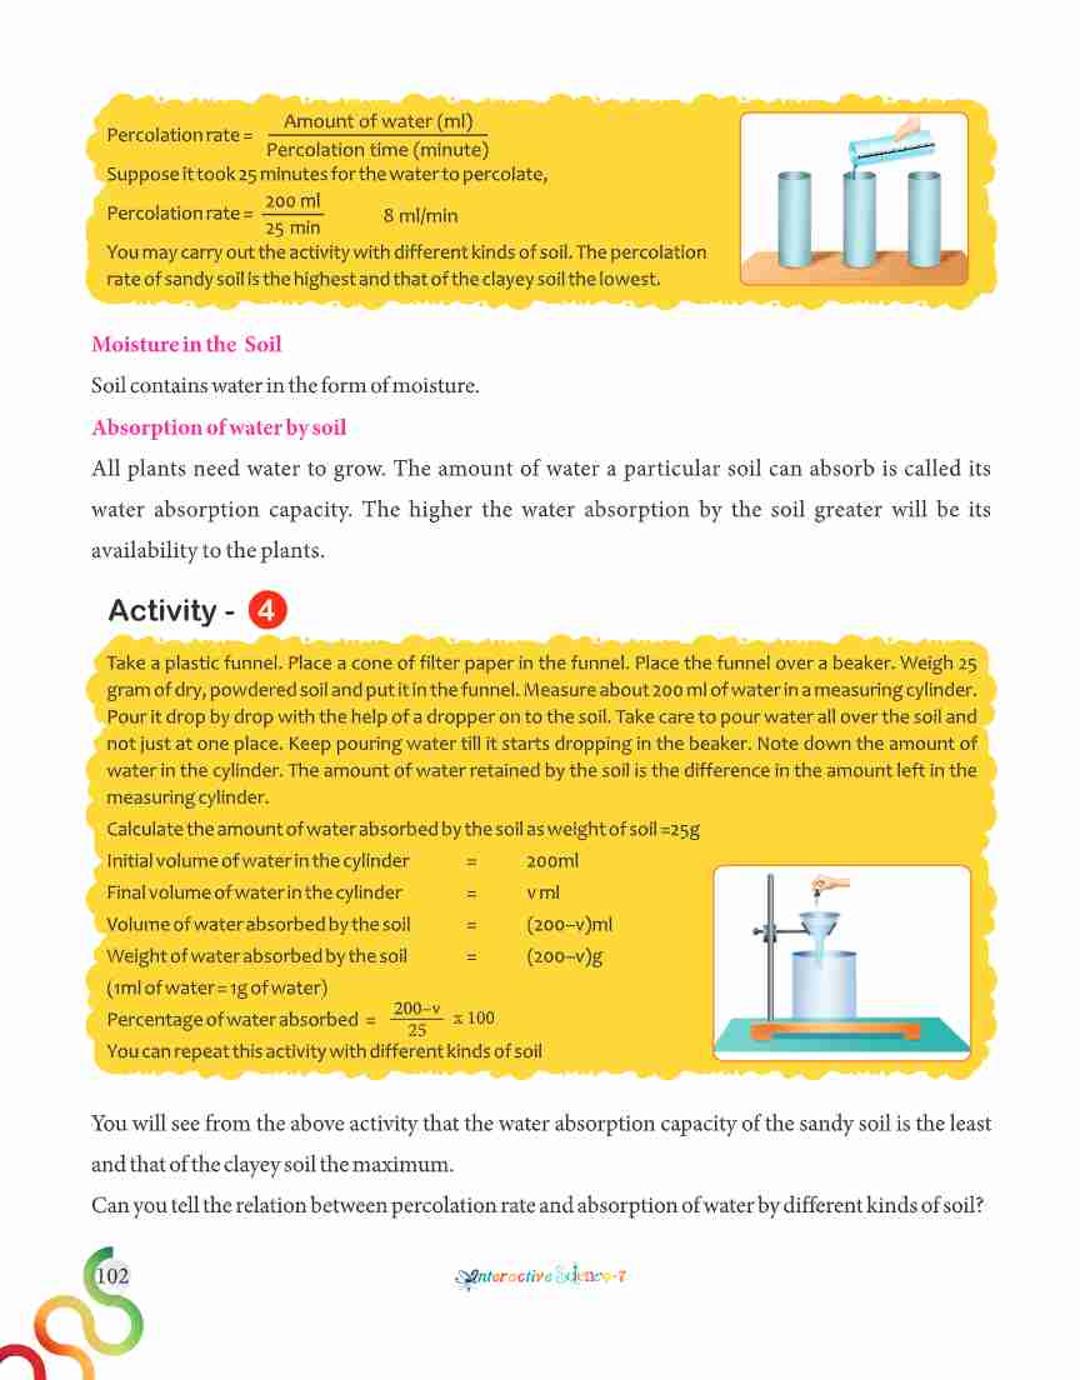 Percolation rate = Amount of water (ml)
Percolation time (minute)
Suppose it took 25 minutes for the water to percolate,
Percolation rate = 200 ml
25 min
8 ml/min
You may carry out the activity with different kinds of soil. The percolation
rate of sandy soil is the highest and that of the clayey soil the lowest.
Moisture in the Soil
Soil contains water in the form of moisture.
Absorption of water by soil
All plants need water to grow. The amount of water a particular soil can absorb is called its
water absorption capacity. The higher the water absorption by the soil greater will be its
availability to the plants.
Activity - 4
Take a plastic funnel. Place a cone of filter paper in the funnel. Place the funnel over a beaker. Weigh 25
gram of dry, powdered soil and put it in the funnel. Measure about 200 ml of water in a measuring cylinder.
Pour it drop by drop with the help of a dropper on to the soil. Take care to pour water all over the soil and
not just at one place. Keep pouring water till it starts dropping in the beaker. Note down the amount of
water in the cylinder. The amount of water retained by the soil is the difference in the amount left in the
measuring cylinder.
Calculate the amount of water absorbed by the soil as weight of soil =25g
Initial volume of water in the cylinder = 200ml
Final volume of water in the cylinder = v ml
Volume of water absorbed by the soil = (200–v)ml
Weight of water absorbed by the soil = (200–v)g
(1ml of water = 1g of water)
Percentage of water absorbed = 200–v
25
x 100
You can repeat this activity with different kinds of soil
You will see from the above activity that the water absorption capacity of the sandy soil is the least
and that of the clayey soil the maximum.
Can you tell the relation between percolation rate and absorption of water by different kinds of soil?
102
Interactive Science-7